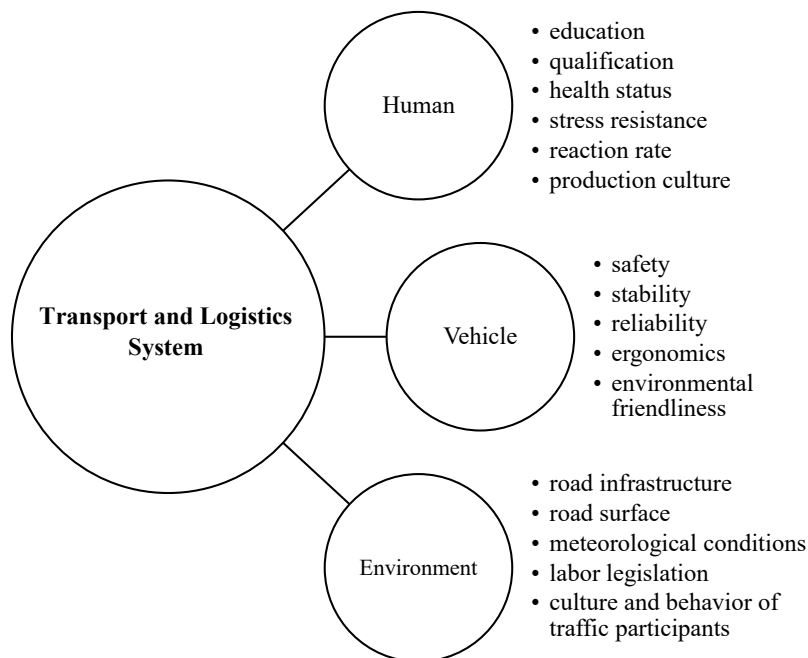 Transport and Logistics
System
Human
• education
• qualification
• health status
• stress resistance
• reaction rate
• production culture
Vehicle
• safety
• stability
• reliability
• ergonomics
• environmental
friendliness
Environment
• road infrastructure
• road surface
• meteorological conditions
• labor legislation
• culture and behavior of
traffic participants